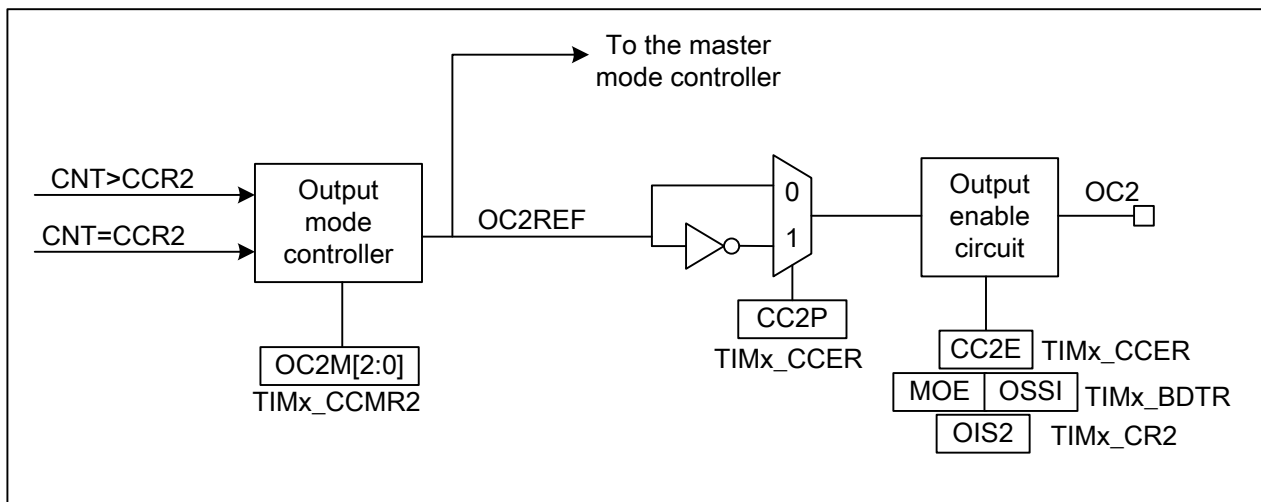 To the master
mode controller
CNT>CCR2
CNT=CCR2
Output
mode
controller
OC2REF
0
1
Output
enable
circuit
OC2
CC2P
TIMx_CCER
OC2M[2:0]
TIMx_CCMR2
CC2E TIMx_CCER
MOE OSSI TIMx_BDTR
OIS2 TIMx_CR2